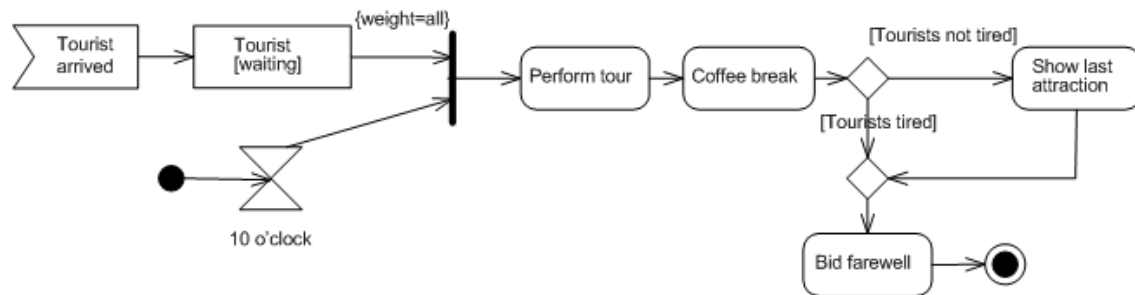 Tourist
arrived
Tourist
[waiting]
{weight=all}
10 o'clock
Perform tour
Coffee break
[Tourists not tired]
[Tourists tired]
Show last
attraction
Bid farewell